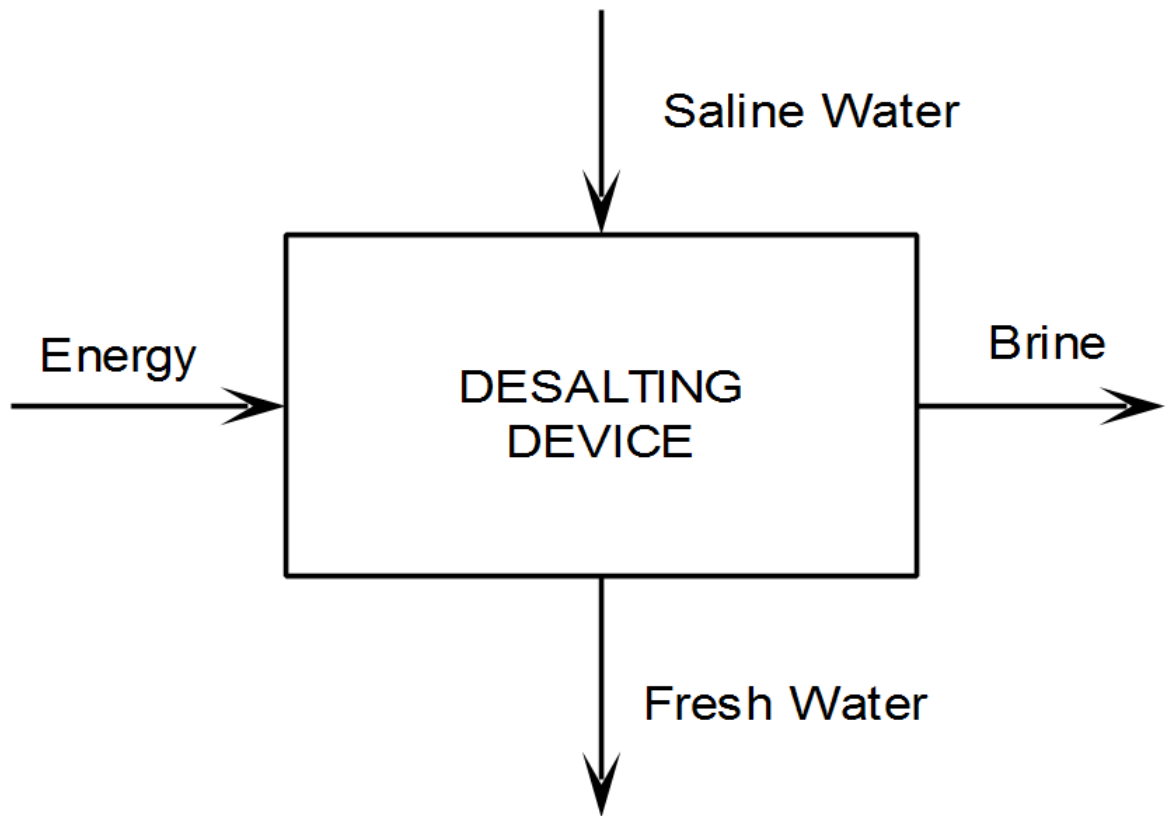 Saline Water
Energy
Brine
DESALTING
DEVICE
Fresh Water